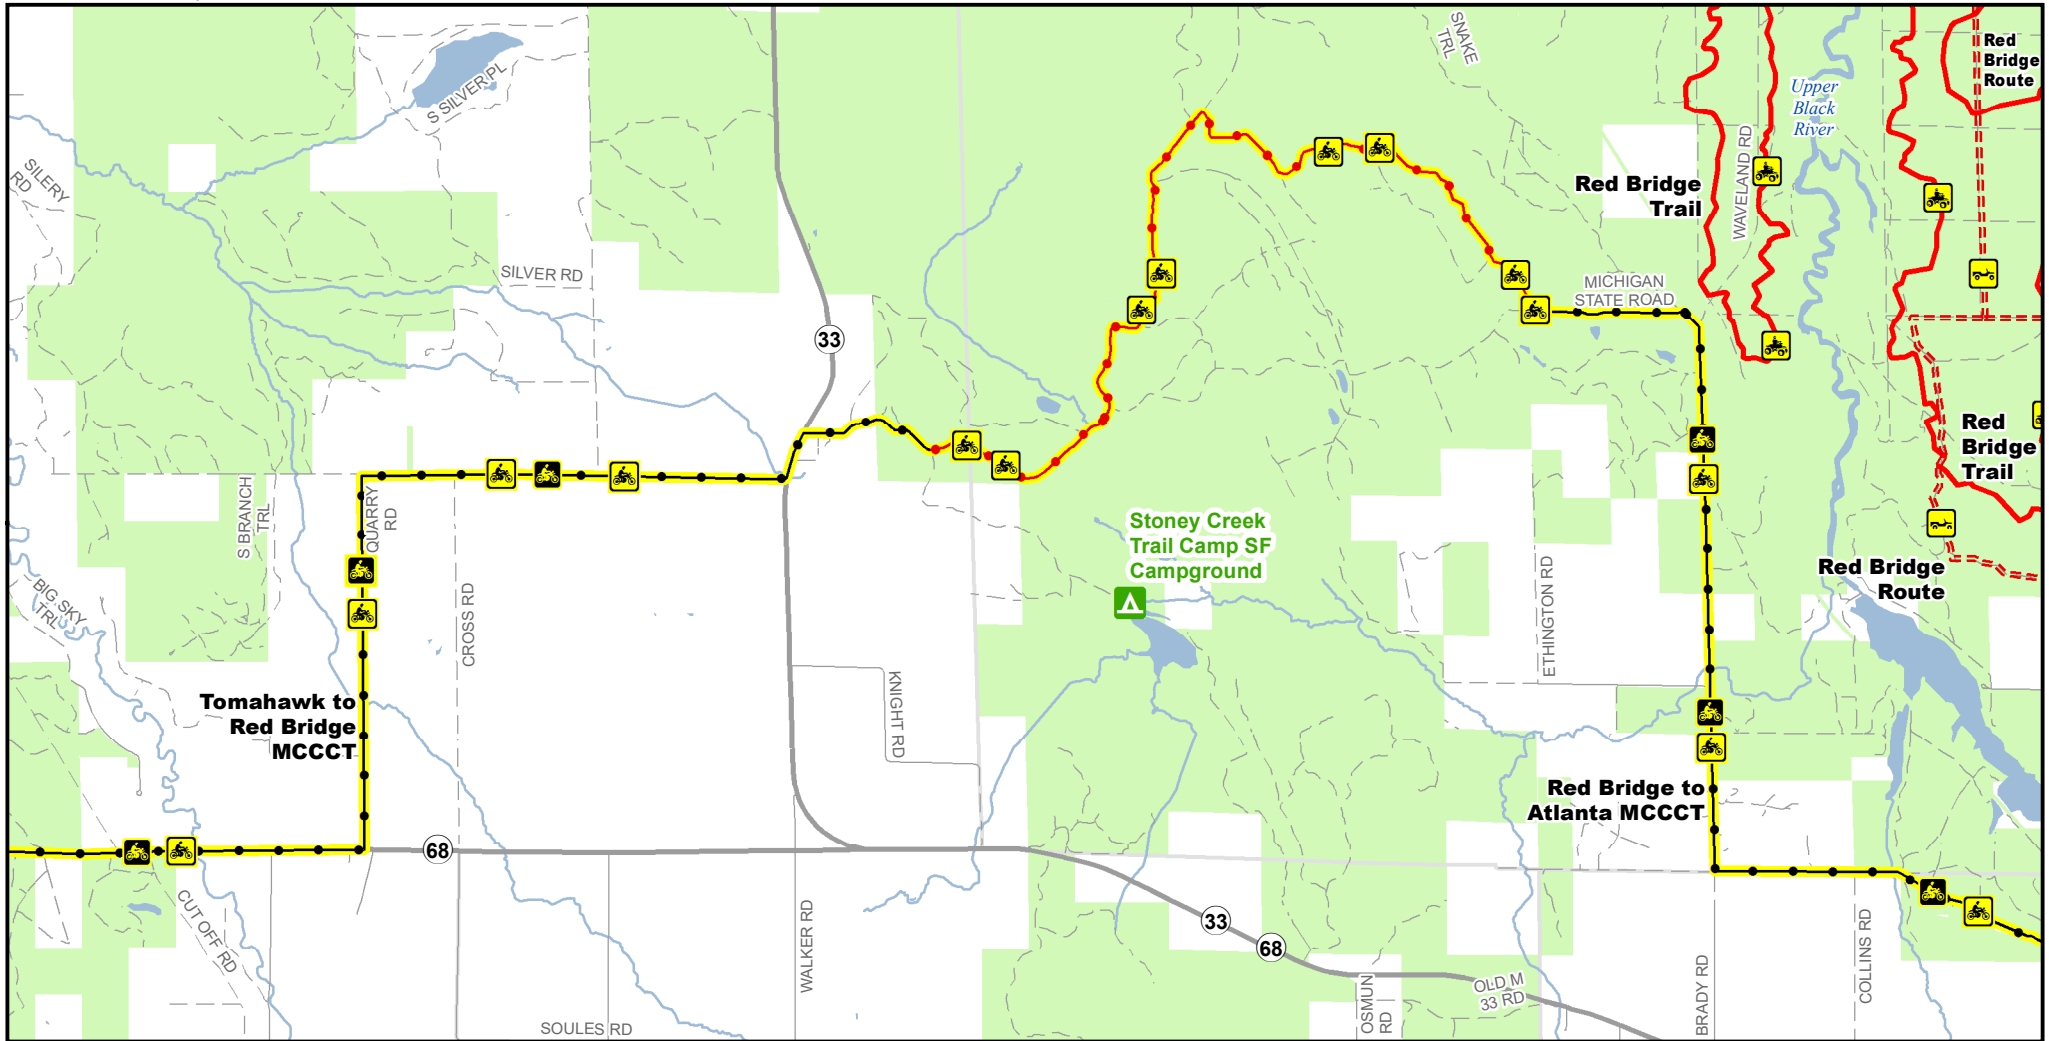 S SILVER PL
SNAKE
TRL
Red
Bridge
Route
Upper
Black
River
SILERY
RD
WAVELAND RD
Red Bridge
Trail
SILVER RD
MICHIGAN
STATE ROAD
33
Red
Bridge
Trail
S BRANCH
TRL
QUARRY
RD
Stoney Creek
Trail Camp SF
Campground
CROSS RD
ETHINGTON RD
Red Bridge
Route
BIG SKY
TRL
KNIGHT RD
Tomahawk to
Red Bridge
MCCCT
Red Bridge to
Atlanta MCCCT
68
CUT OFF RD
WALKER RD
33
68
OSMUN
RD
OLD M
33 RD
BRADY RD
COLLINS RD
SOULES RD